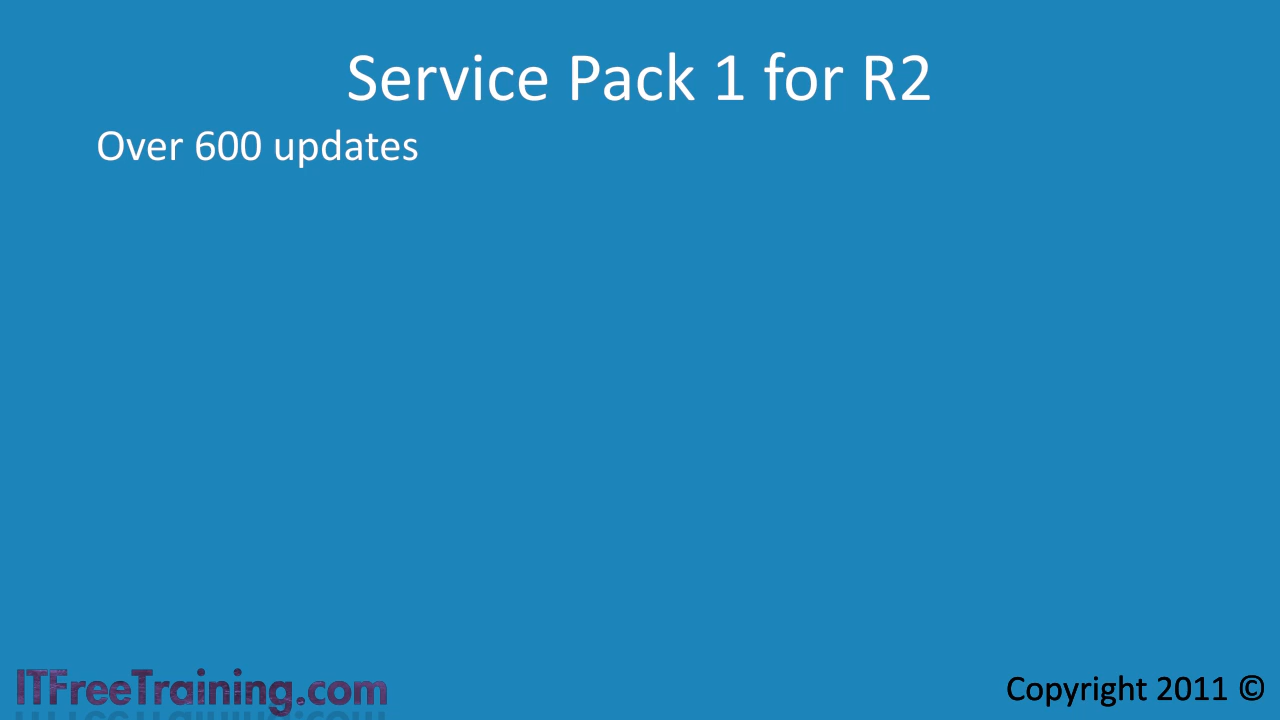 Service Pack 1 for R2
Over 600 updates
ITFreeTraining.com
Copyright 2011 ©